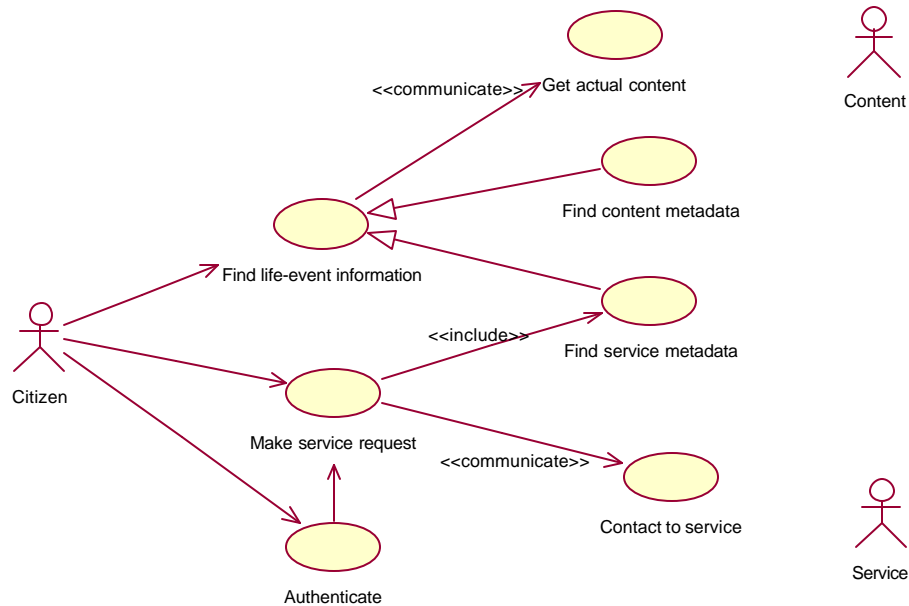 <<communicate>>
Get actual content
Content
Find content metadata
Find life-event information
<<include>>
Find service metadata
Citizen
Make service request
<<communicate>>
Contact to service
Service
Authenticate